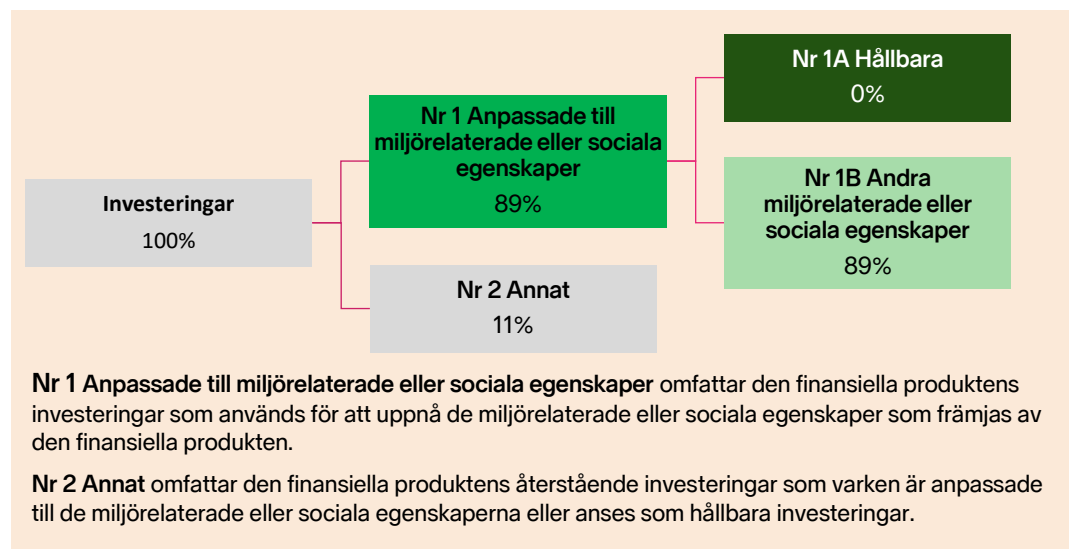 Investeringar
100%
Nr 1 Anpassade till
miljörelaterade eller sociala
egenskaper
89%
Nr 2 Annat
11%
Nr 1A Hållbara
0%
Nr 1B Andra
miljörelaterade eller
sociala egenskaper
89%
Nr 1 Anpassade till miljörelaterade eller sociala egenskaper omfattar den finansiella produktens
investeringar som används för att uppnå de miljörelaterade eller sociala egenskaper som främjas av
den finansiella produkten.
Nr 2 Annat omfattar den finansiella produktens återstående investeringar som varken är anpassade
till de miljörelaterade eller sociala egenskaperna eller anses som hållbara investeringar.